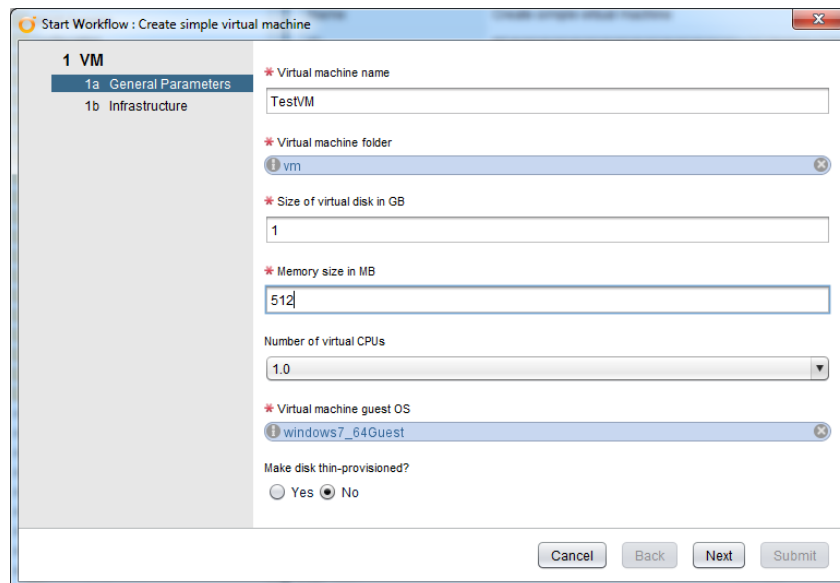 Start Workflow : Create simple virtual machine
1 VM
1a General Parameters
1b Infrastructure
* Virtual machine name
TestVM
* Virtual machine folder
vm
* Size of virtual disk in GB
1
* Memory size in MB
512
Number of virtual CPUs
1.0
* Virtual machine guest OS
windows7_64Guest
Make disk thin-provisioned?
Yes No
Cancel Back Next Submit